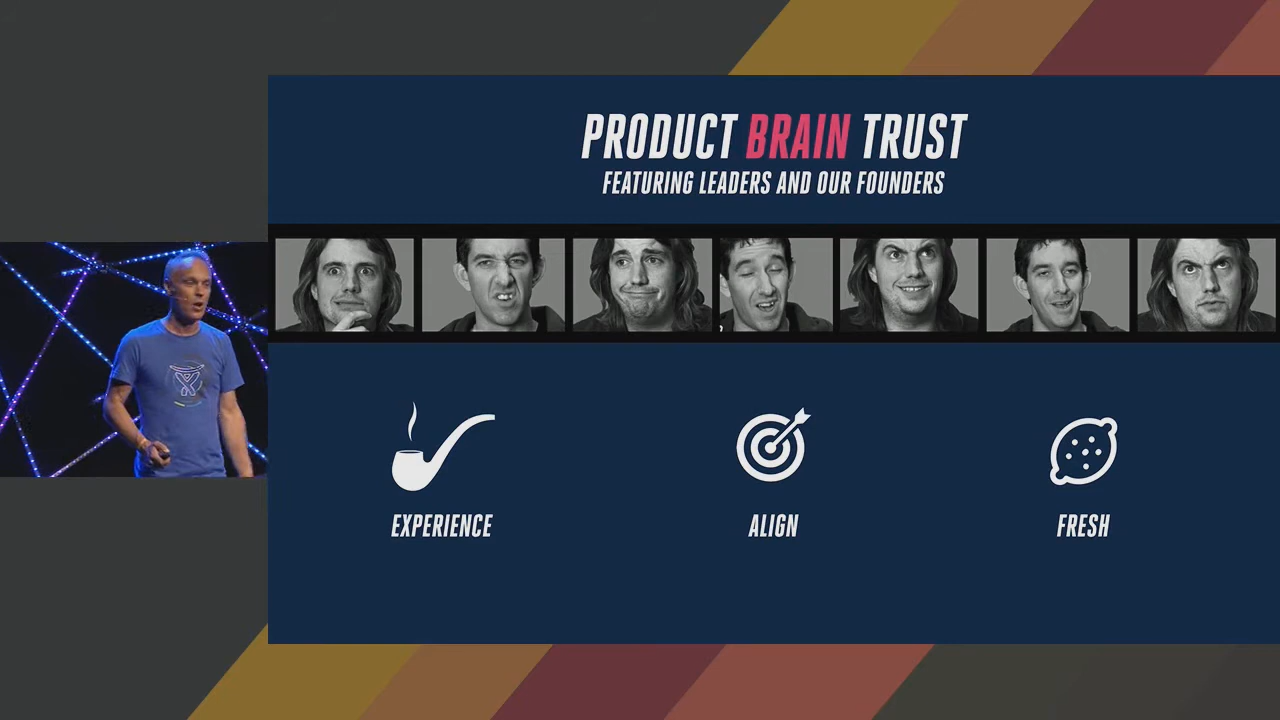 PRODUCT BRAIN TRUST
FEATURING LEADERS AND OUR FOUNDERS
EXPERIENCE
ALIGN
FRESH